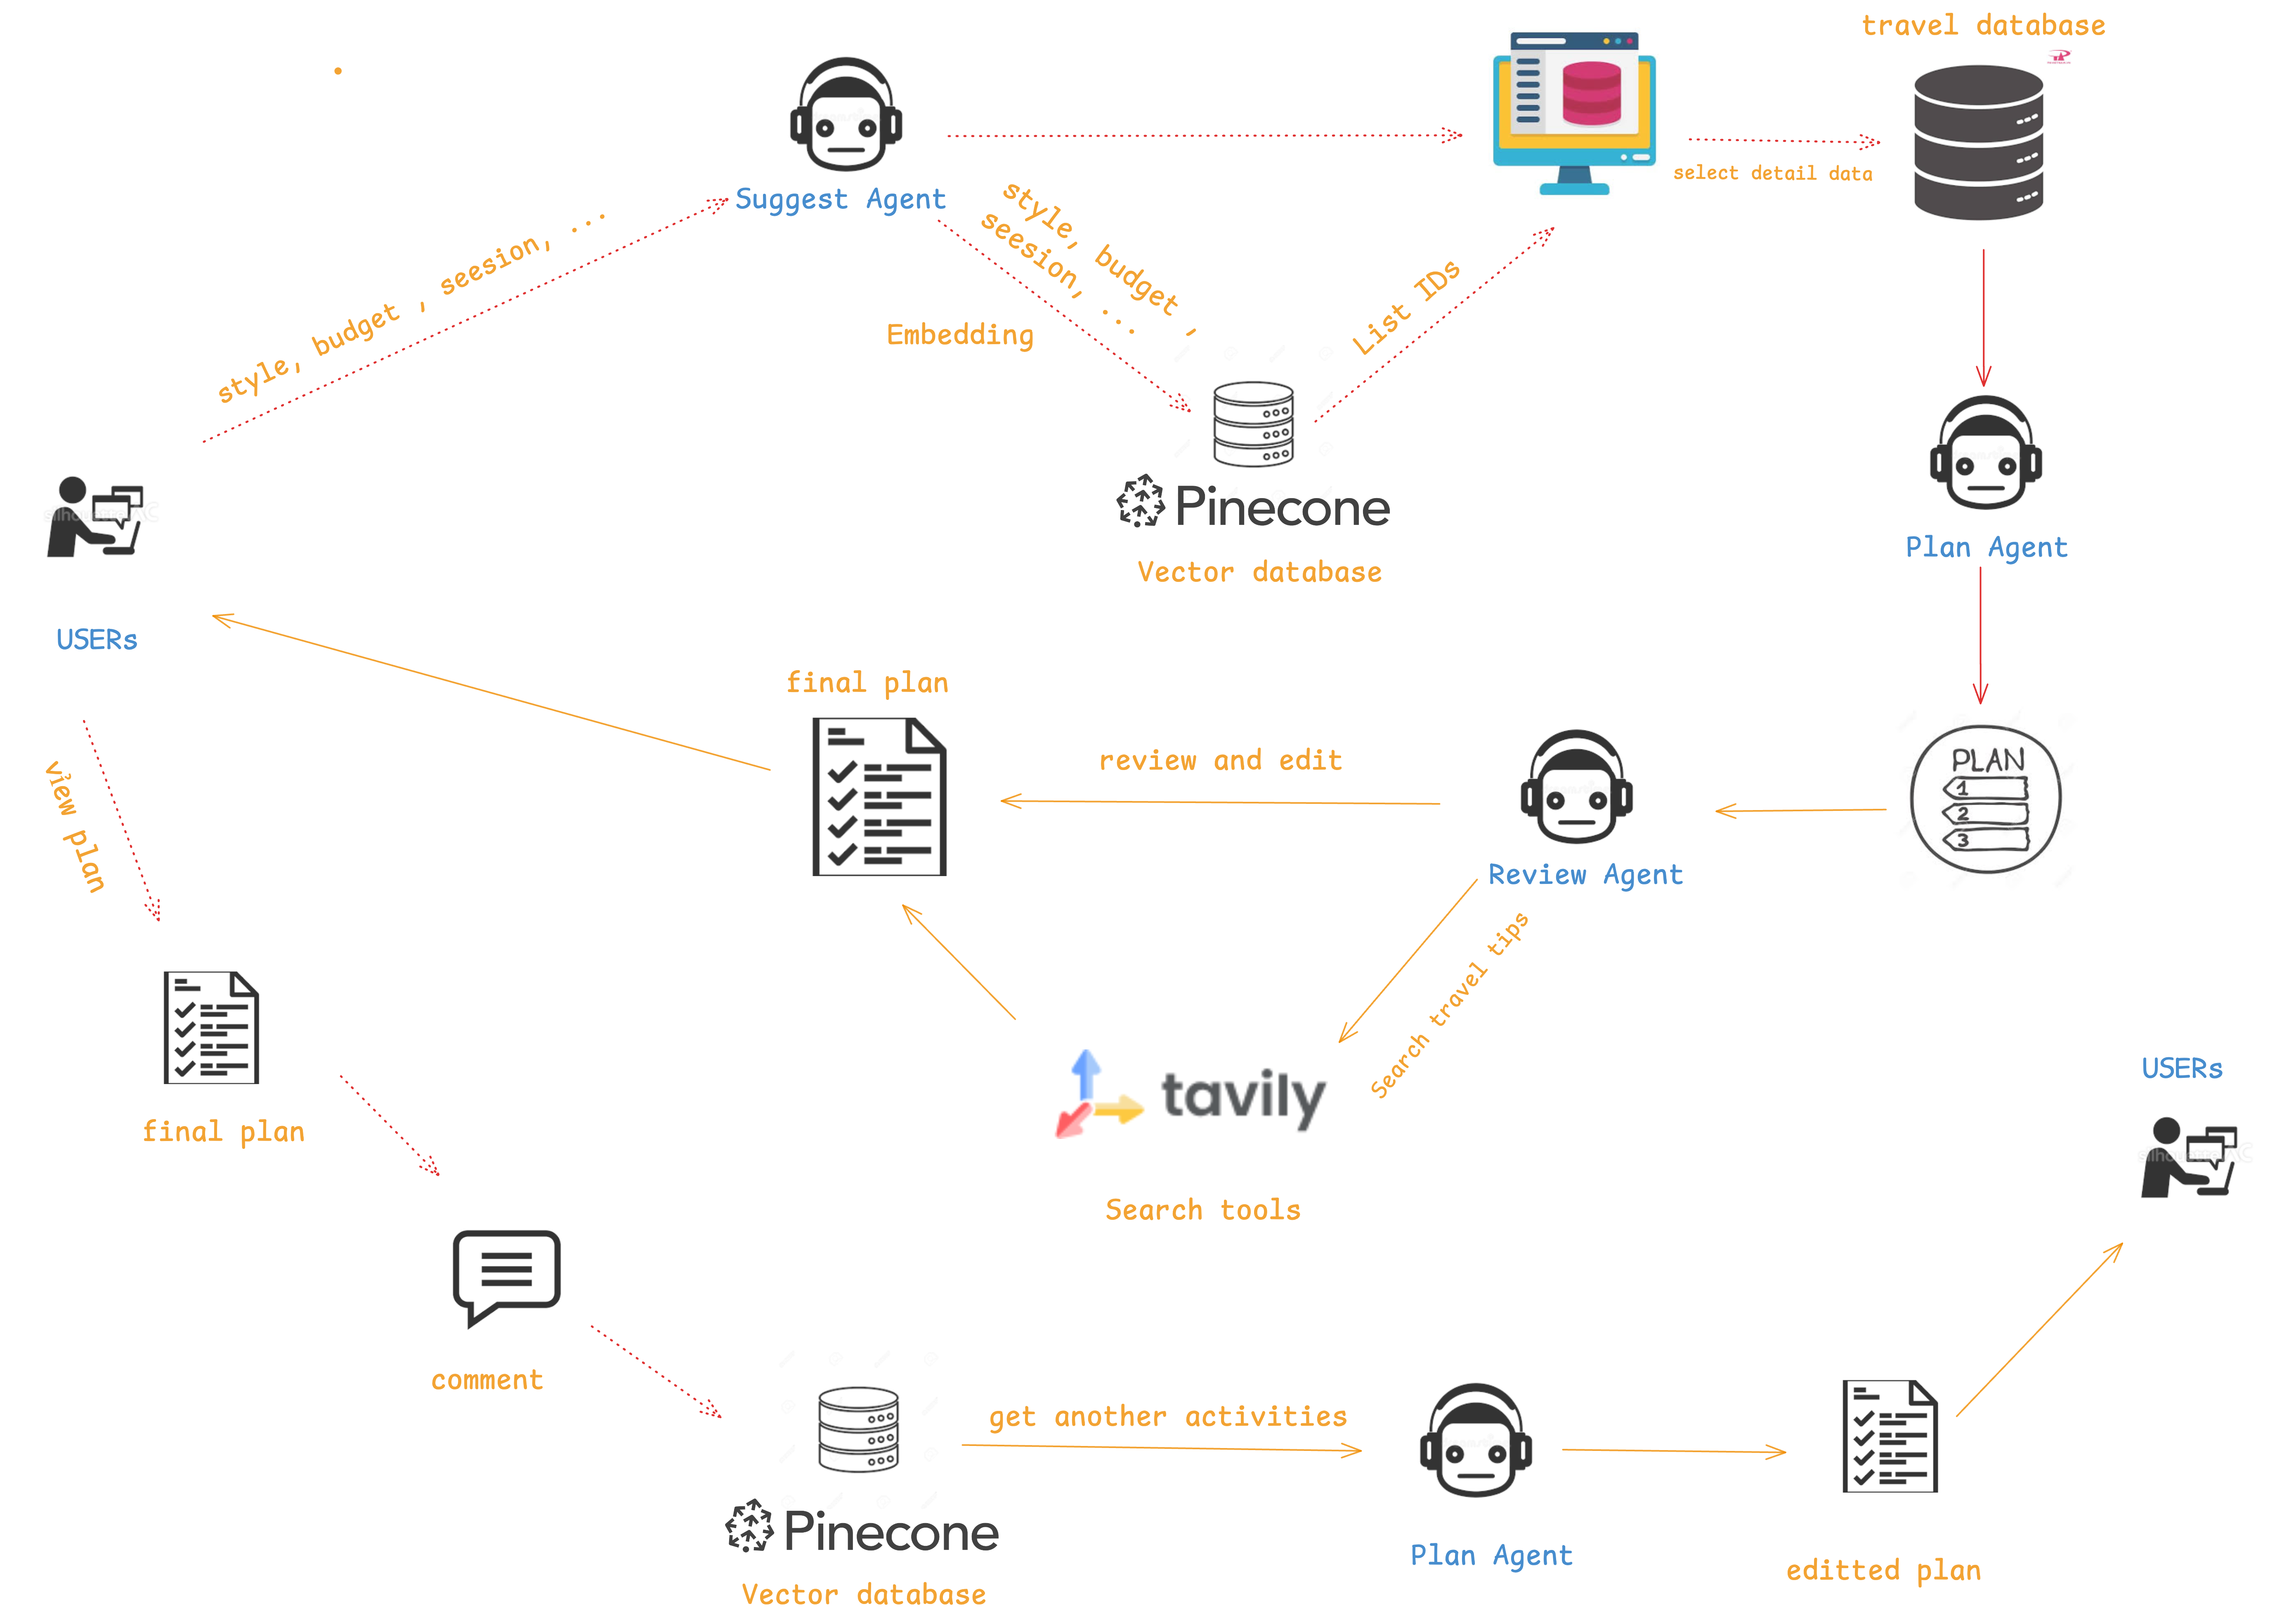 travel database
Suggest Agent
select detail data
style, budget , seesion, ...
style, budget ,
seesion, ...
Embedding
List IDs
Pinecone
Vector database
Plan Agent
USERs
final plan
review and edit
PLAN
1
2
3
Review Agent
view plan
Search travel tips
final plan
tavily
Search tools
USERs
comment
get another activities
Pinecone
Vector database
Plan Agent
editted plan